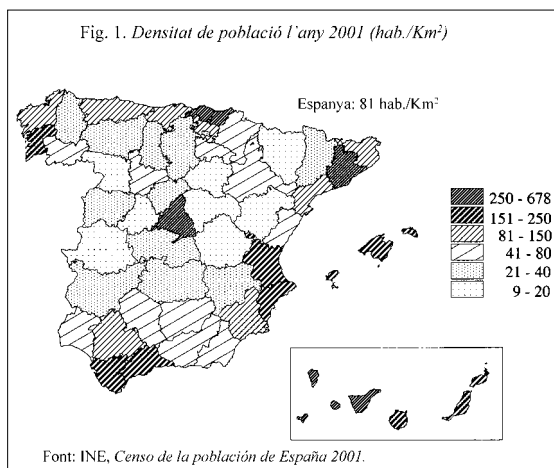 Fig. 1. Densitat de població l'any 2001 (hab./Km²)
Espanya: 81 hab./Km²
250 - 678
151 - 250
81 - 150
41 - 80
21 - 40
9 - 20
Font: INE, Censo de la población de España 2001.